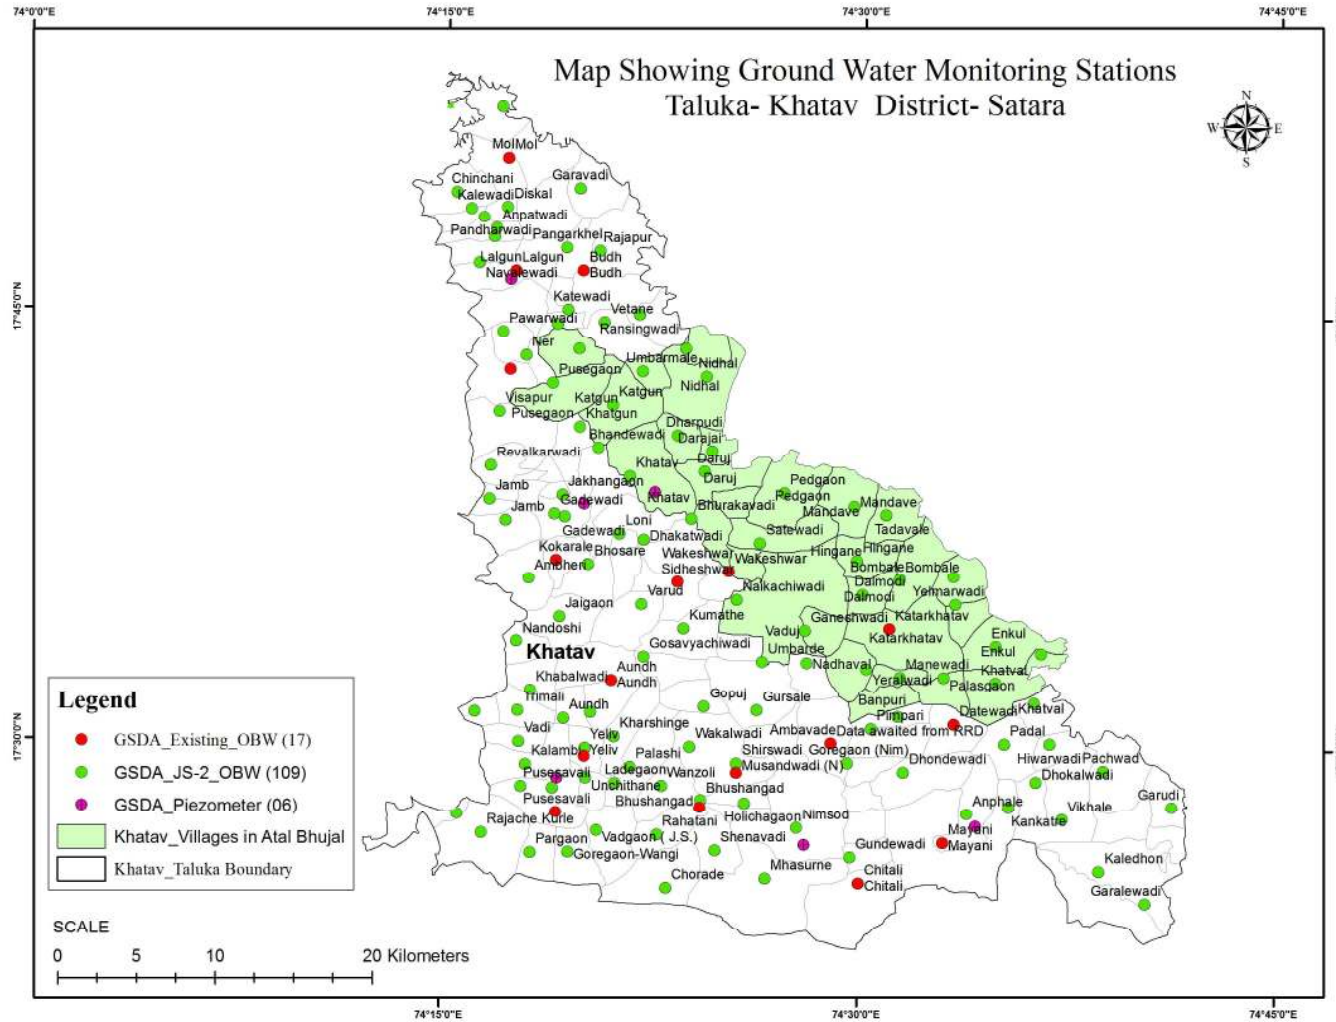 74°0'0"E
74°15'0"E
74°30'0"E
74°45'0"E
Map Showing Ground Water Monitoring Stations
Taluka- Khatav District- Satara
N
W
E
S
MolMol
Chinchani
Garavadi
Kalewadi
Diskal
Anpatwadi
Pandharwadi
Pangarkhel
Rajapur
LalgunLalgun
Budh
Navalewadi
Budh
17°45'0"N
Katewadi
Vetane
Pawarwadi
Ransingwadi
Ner
Umbarmale
Nidhal
Pusegaon
Nidhal
Katgun
Visapur
Katgun
Pusegaon
Khatgun
Dharpudi
Bhandewadi
Darajai
Revalkarwadi
Daruj
Khatav
Daruj
Jamb
Jakhangaon
Pedgaon
Gadewadi
Khatav
Pedgaon
Mandave
Jamb
Bhurakavadi
Mandave
Loni
Tadavale
Gadewadi
Dhakatwadi
Satewadi
Kokarale
Bhosare
Wakeshwar
Wakeshwar
Hingane
Hingane
Ambheri
Sidheshwar
Bombale
Bombale
Dalmodi
Varud
Nalkachiwadi
Dalmodi
Yelmarwadi
Jaigaon
Kumathe
Ganeshwadi
Katarkhatav
Nandoshi
Vaduj
Katarkhatav
Enkul
Gosavyachiwadi
Umbarde
Enkul
Khatav
Aundh
Nadhaval
Manewadi
Khatval
Khabalwadi
Aundh
Yeralwadi
Palasgaon
Trimali
Gopuj
Gursale
Banpuri
Khatval
Aundh
Pimpari
Datewadi
Vadi
Kharshinge
Ambavade
Data awaited from RRD
Padal
Yeliv
Wakalwadi
Kalambi
Yeliv
Palashi
Shirswadi
Goregaon (Nim)
Hiwarwadi
Pachwad
Pusesavali
Ladegaon
Wanzoli
Musandwadi (N)
Dhondewadi
Dhokalwadi
Unchithane
Bhushangad
Pusesavali
Bhushangad
Anphale
Vikhale
Garudi
Rajache Kurle
Rahatani
Holichagaon
Nimsod
Mayani
Kankatre
Pargaon
Vadgaon ( J.S.)
Shenavadi
Mayani
Goregaon-Wangi
Gundewadi
Kaledhon
Chorade
Mhasurne
Chitali
Chitali
Garalewadi
17°30'0"N
Legend
GSDA_Existing_OBW (17)
GSDA_JS-2_OBW (109)
GSDA_Piezometer (06)
Khatav_Villages in Atal Bhujal
Khatav_Taluka Boundary
SCALE
0 5 10 20 Kilometers
74°15'0"E
74°30'0"E
74°45'0"E